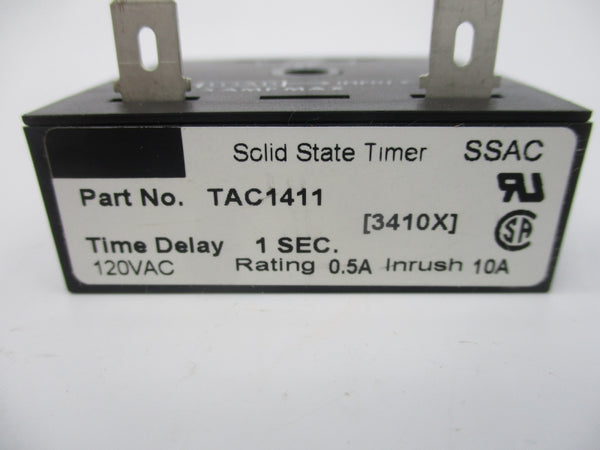 Solid State Timer SSAC
Part No. TAC1411
[3410X]
Time Delay 1 SEC.
120VAC Rating 0.5A Inrush 10A